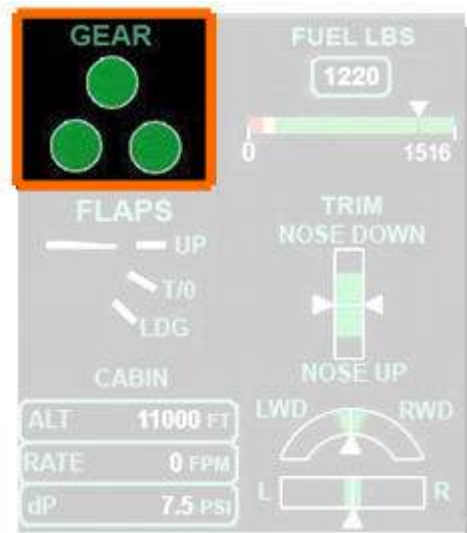 GEAR
FUEL LBS
1220
0 1516
FLAPS
UP
T/0
LDG
TRIM
NOSE DOWN
NOSE UP
CABIN
ALT 11000 FT
RATE 0 FPM
dP 7.5 PSI
LWD RWD
L R